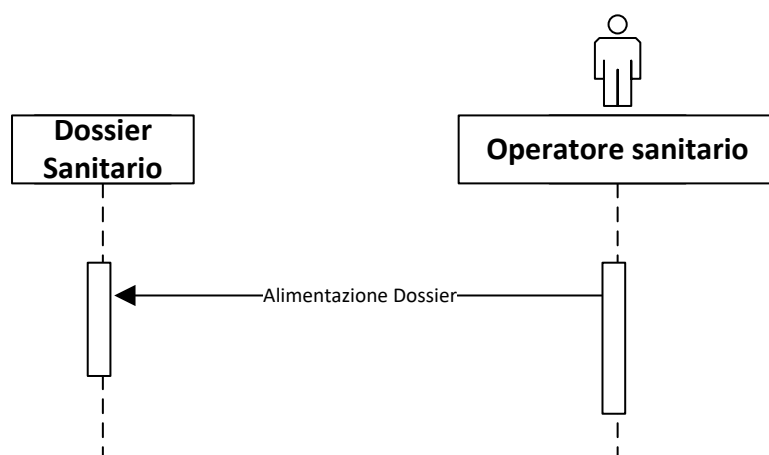 Dossier
Sanitario
Operatore sanitario
Alimentazione Dossier